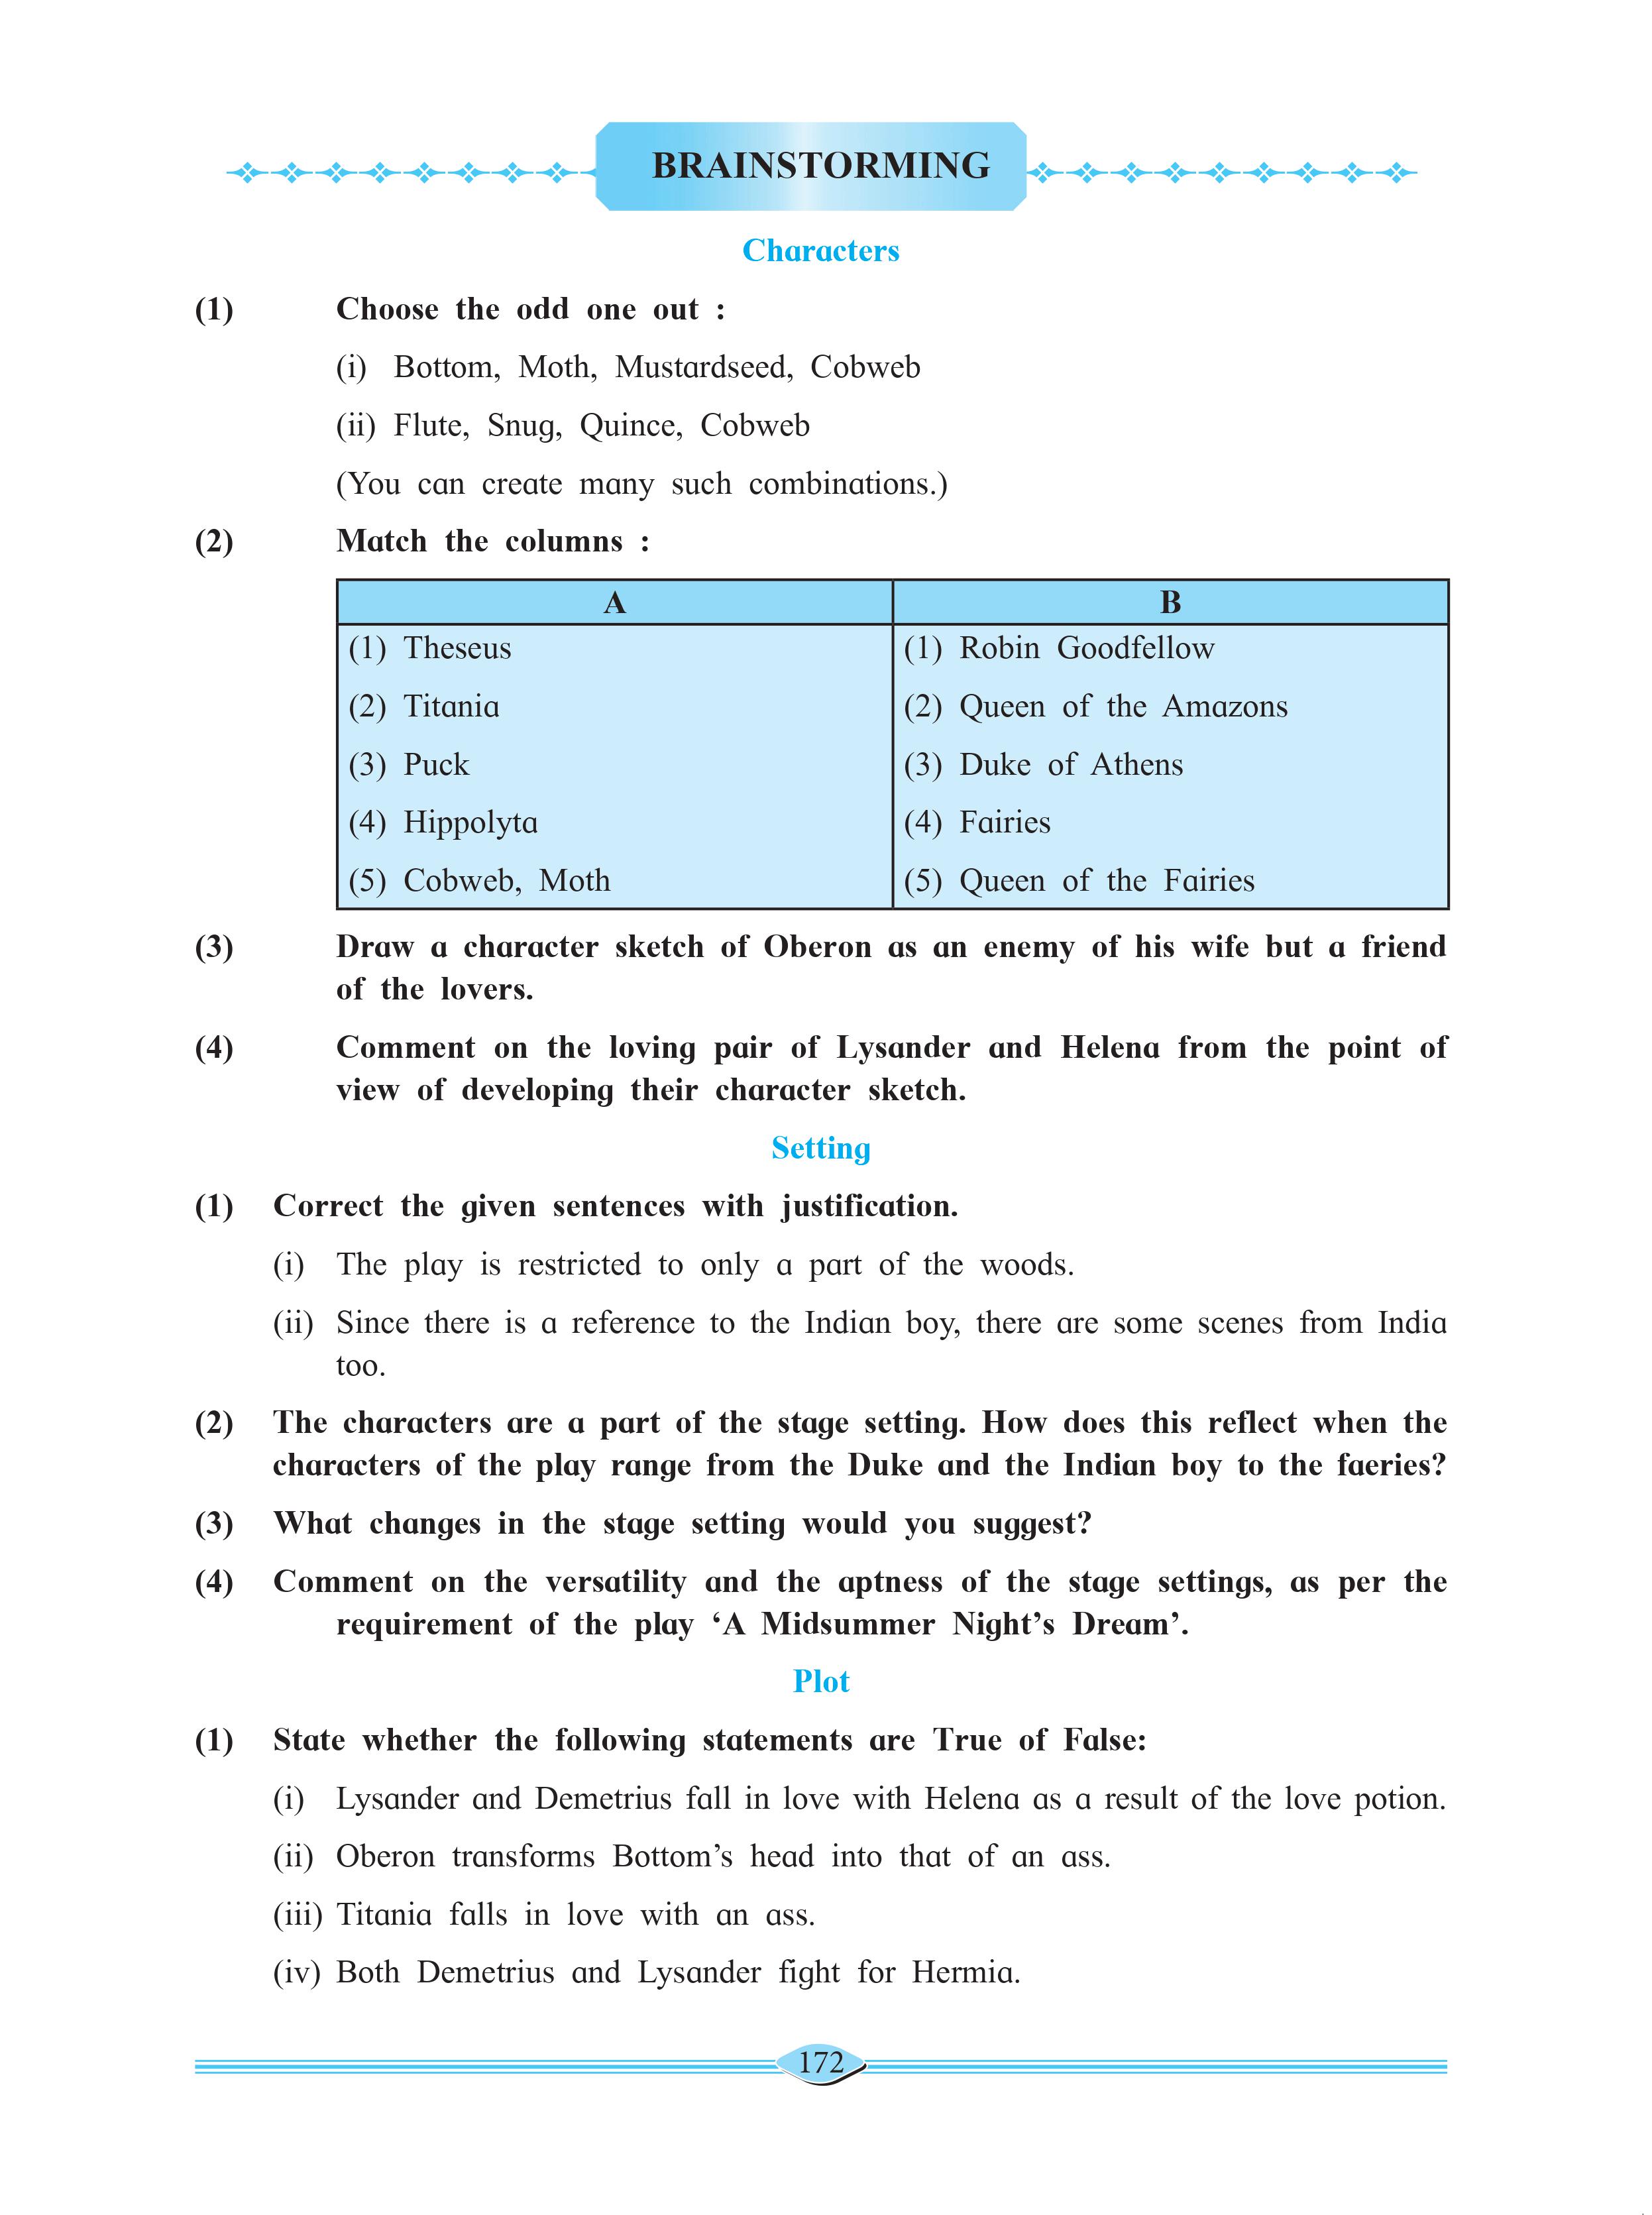 BRAINSTORMING
Characters
(1) Choose the odd one out :
(i) Bottom, Moth, Mustardseed, Cobweb
(ii) Flute, Snug, Quince, Cobweb
(You can create many such combinations.)
(2) Match the columns :
A B
(1) Theseus (1) Robin Goodfellow
(2) Titania (2) Queen of the Amazons
(3) Puck (3) Duke of Athens
(4) Hippolyta (4) Fairies
(5) Cobweb, Moth (5) Queen of the Fairies
(3) Draw a character sketch of Oberon as an enemy of his wife but a friend
of the lovers.
(4) Comment on the loving pair of Lysander and Helena from the point of
view of developing their character sketch.
Setting
(1) Correct the given sentences with justification.
(i) The play is restricted to only a part of the woods.
(ii) Since there is a reference to the Indian boy, there are some scenes from India
too.
(2) The characters are a part of the stage setting. How does this reflect when the
characters of the play range from the Duke and the Indian boy to the faeries?
(3) What changes in the stage setting would you suggest?
(4) Comment on the versatility and the aptness of the stage settings, as per the
requirement of the play ‘A Midsummer Night’s Dream’.
Plot
(1) State whether the following statements are True of False:
(i) Lysander and Demetrius fall in love with Helena as a result of the love potion.
(ii) Oberon transforms Bottom’s head into that of an ass.
(iii) Titania falls in love with an ass.
(iv) Both Demetrius and Lysander fight for Hermia.
172